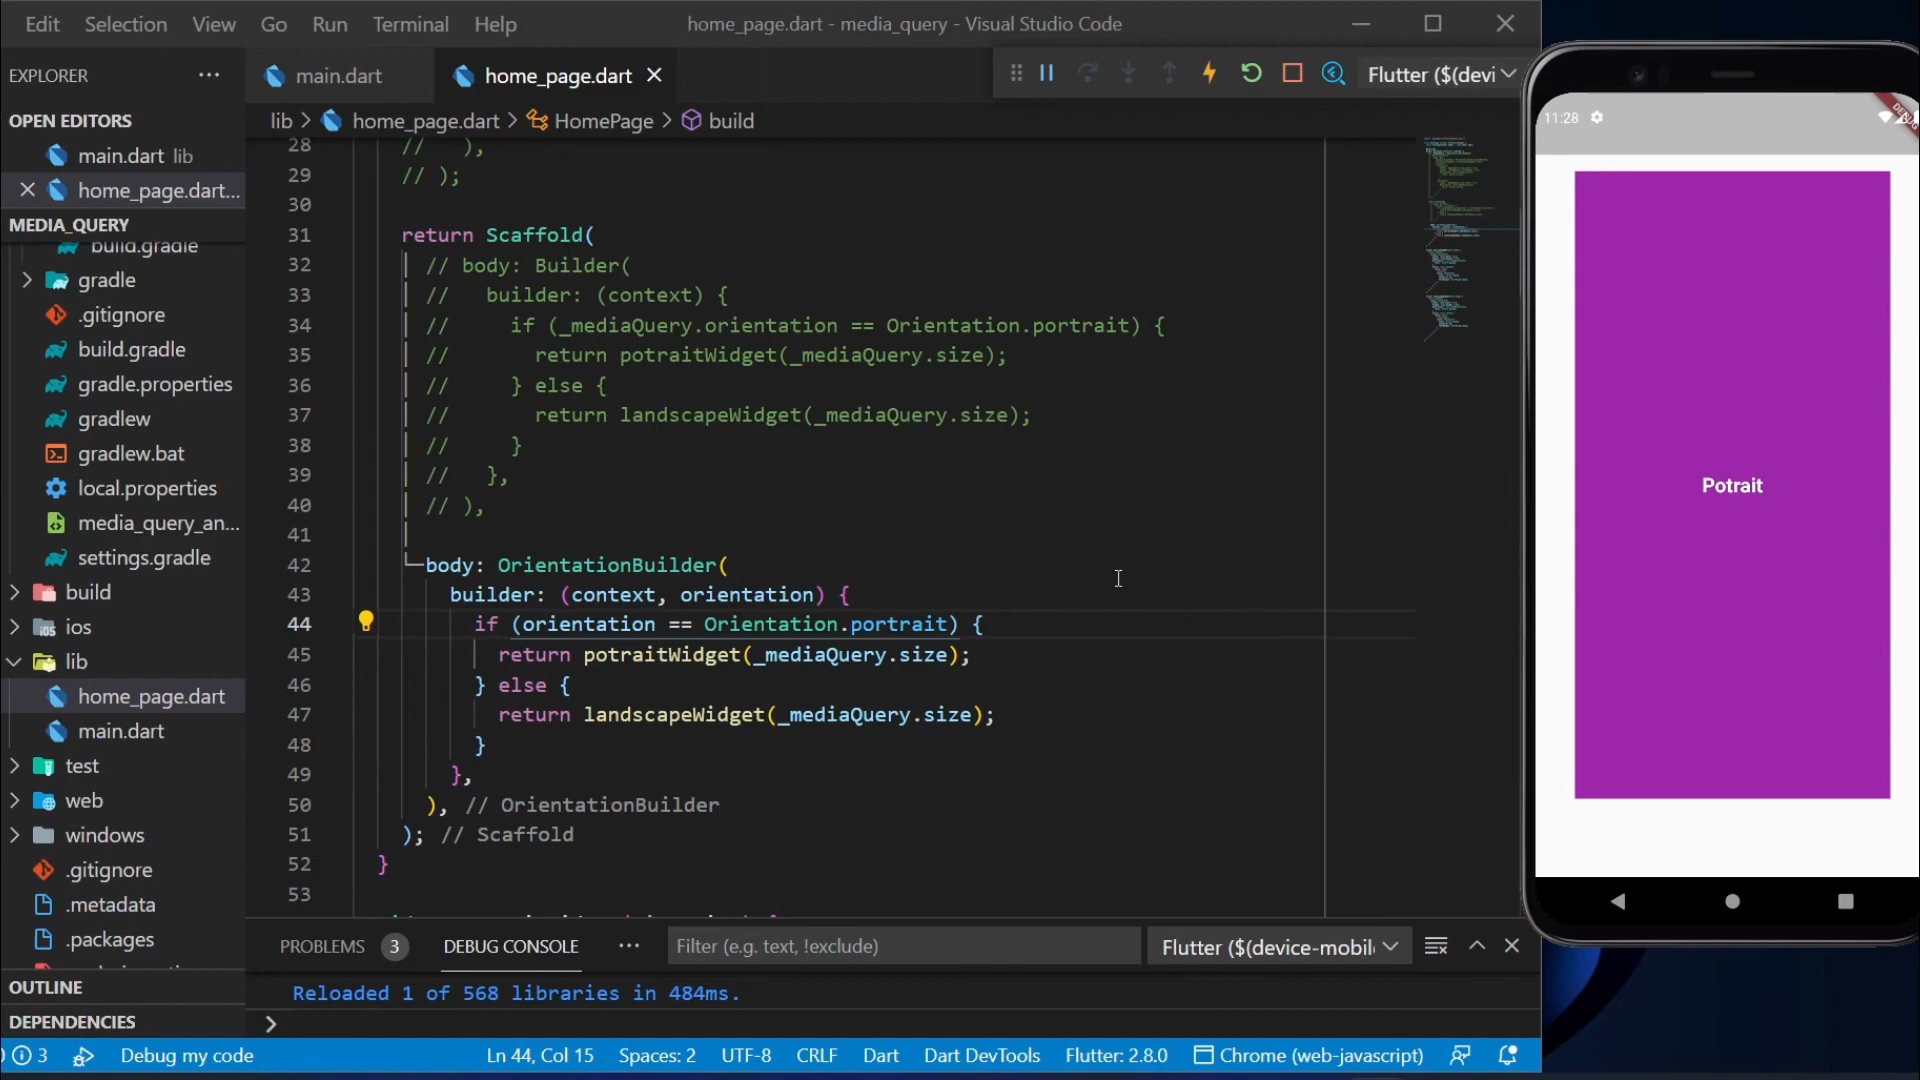 Edit Selection View Go Run Terminal Help
home_page.dart - media_query - Visual Studio Code
EXPLORER
main.dart
home_page.dart
Flutter ($(devi
OPEN EDITORS
main.dart lib
home_page.dart...
MEDIA_QUERY
build.gradle
gradle
.gitignore
build.gradle
gradle.properties
gradlew
gradlew.bat
local.properties
media_query_an...
settings.gradle
build
ios
lib
home_page.dart
main.dart
test
web
windows
.gitignore
.metadata
.packages
OUTLINE
DEPENDENCIES
lib > home_page.dart > HomePage > build
28 // ),
29 // );
30
31 return Scaffold(
32 // body: Builder(
33 // builder: (context) {
34 // if (_mediaQuery.orientation == Orientation.portrait) {
35 // return potraitWidget(_mediaQuery.size);
36 // } else {
37 // return landscapeWidget(_mediaQuery.size);
38 // }
39 // },
40 // ),
41
42 body: OrientationBuilder(
43 builder: (context, orientation) {
44 if (orientation == Orientation.portrait) {
45 return potraitWidget(_mediaQuery.size);
46 } else {
47 return landscapeWidget(_mediaQuery.size);
48 }
49 },
50 ), // OrientationBuilder
51 ); // Scaffold
52 }
53
PROBLEMS 3 DEBUG CONSOLE ... Filter (e.g. text, !exclude) Flutter ($(device-mobil
Reloaded 1 of 568 libraries in 484ms.
>
3 Debug my code Ln 44, Col 15 Spaces: 2 UTF-8 CRLF Dart Dart DevTools Flutter: 2.8.0 Chrome (web-javascript)
11:28
DEBUG
Potrait